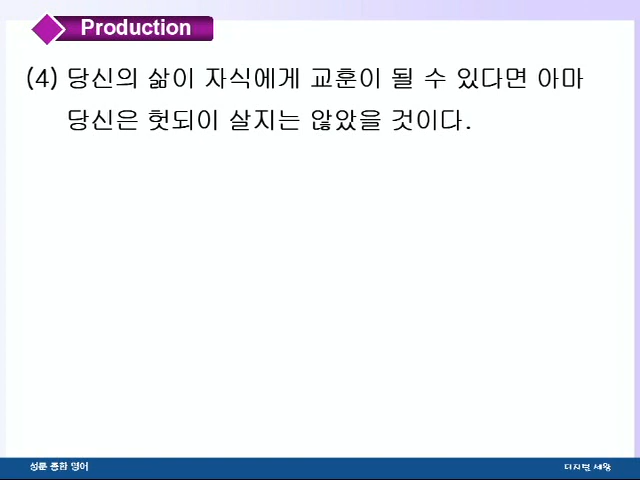 Production
(4) 당신의 삶이 자식에게 교훈이 될 수 있다면 아마
당신은 헛되이 살지는 않았을 것이다.
성문 종합 영어
디지털 세왕